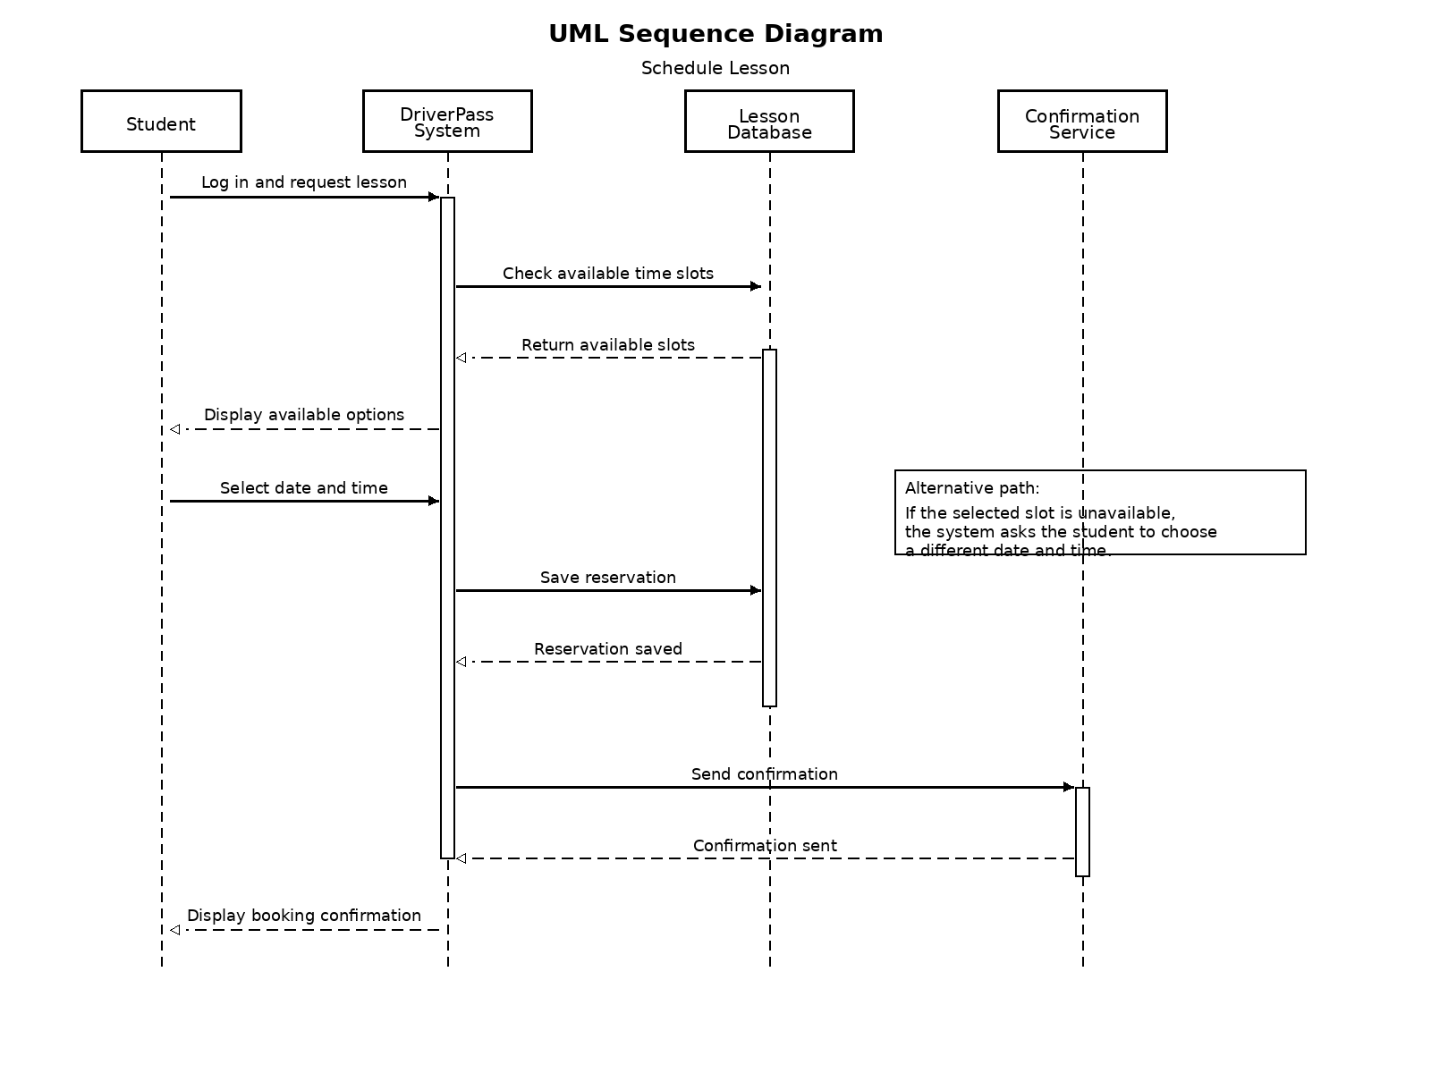 UML Sequence Diagram
Schedule Lesson
Student
DriverPass
System
Lesson
Database
Confirmation
Service
Log in and request lesson
Check available time slots
Return available slots
Display available options
Select date and time
Alternative path:
If the selected slot is unavailable,
the system asks the student to choose
a different date and time.
Save reservation
Reservation saved
Send confirmation
Confirmation sent
Display booking confirmation